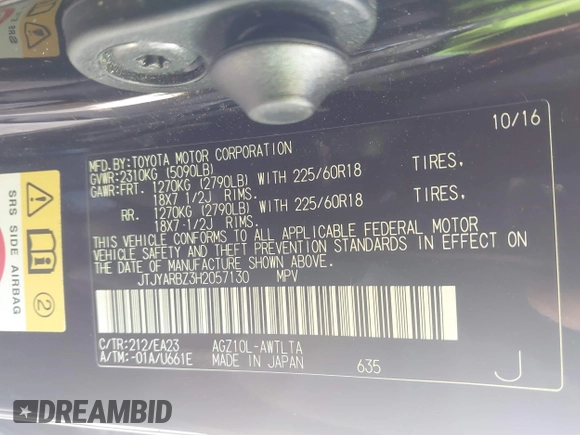 10/16
MFD.BY:TOYOTA MOTOR CORPORATION
GVWR:2310KG (5090LB)
GAWR:FRT. 1270KG (2790LB) WITH 225/60R18 TIRES,
18X7 1/2J RIMS.
RR. 1270KG (2790LB) WITH 225/60R18 TIRES,
18X7 1/2J RIMS.
THIS VEHICLE CONFORMS TO ALL APPLICABLE FEDERAL MOTOR
VEHICLE SAFETY AND THEFT PREVENTION STANDARDS IN EFFECT ON
THE DATE OF MANUFACTURE SHOWN ABOVE.
JTJYARBZ3H2057130 MPV
C/TR:212/EA23 AGZ10L-AWTLTA
A/TM:-01A/U661E MADE IN JAPAN 635
J
SRS SIDE AIRBAG
2
DREAMBID